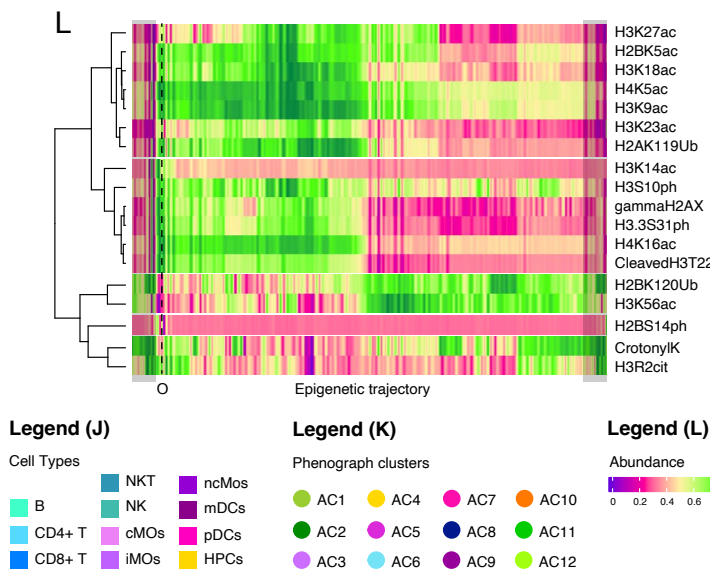 L
H3K27ac
H2BK5ac
H3K18ac
H4K5ac
H3K9ac
H3K23ac
H2AK119Ub
H3K14ac
H3S10ph
gammaH2AX
H3.3S31ph
H4K16ac
CleavedH3T22
H2BK120Ub
H3K56ac
H2BS14ph
CrotonylK
H3R2cit
O Epigenetic trajectory
Legend (J)
Cell Types
B
CD4+ T
CD8+ T
NKT
NK
cMOs
iMOs
ncMos
mDCs
pDCs
HPCs
Legend (K)
Phenograph clusters
AC1 AC4 AC7 AC10
AC2 AC5 AC8 AC11
AC3 AC6 AC9 AC12
Legend (L)
Abundance
0 0.2 0.4 0.6